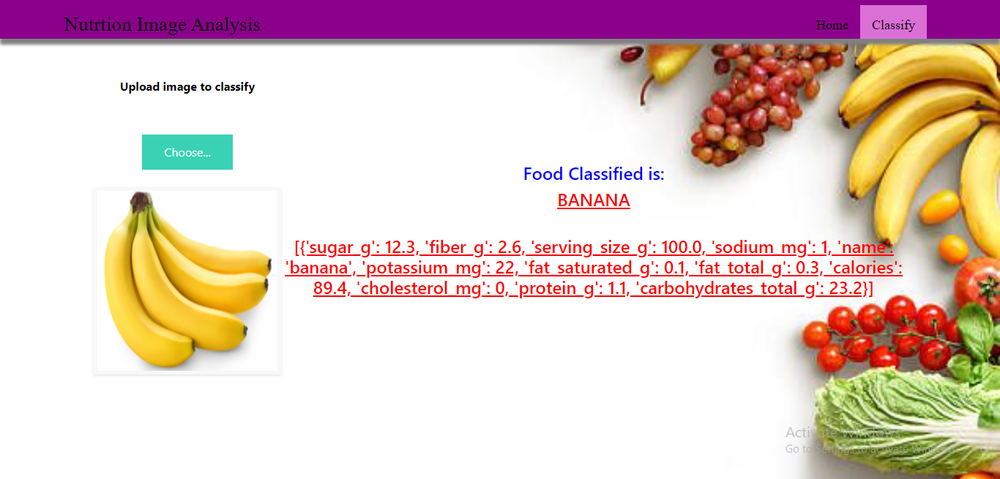 Nutrtion Image Analysis
Home
Classify
Upload image to classify
Choose...
Food Classified is:
BANANA
[{'sugar_g': 12.3, 'fiber_g': 2.6, 'serving_size_g': 100.0, 'sodium_mg': 1, 'name':
'banana', 'potassium_mg': 22, 'fat_saturated_g': 0.1, 'fat_total_g': 0.3, 'calories':
89.4, 'cholesterol_mg': 0, 'protein_g': 1.1, 'carbohydrates_total_g': 23.2}]
Activate Windows
Go to Settings to activate Windows.